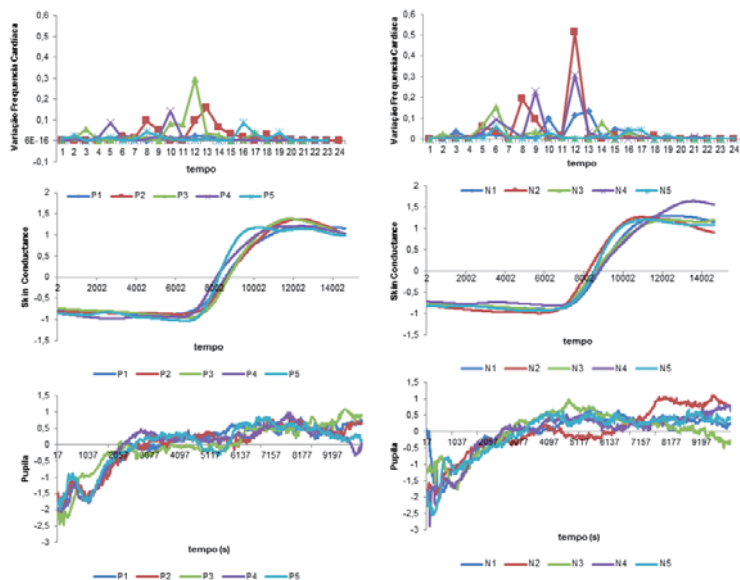 0,6
0,5
0,4
0,3
0,2
0,1
6E-16
-0,1
Variação Frequencia Cardíaca
1 2 3 4 5 6 7 8 9 10 11 12 13 14 15 16 17 18 19 20 21 22 23 24
tempo
P1 P2 P3 P4 P5
0,6
0,5
0,4
0,3
0,2
0,1
0
Variação Frequencia Cardíaca
1 2 3 4 5 6 7 8 9 10 11 12 13 14 15 16 17 18 19 20 21 22 23 24
tempo
N1 N2 N3 N4 N5
2
1,5
1
0,5
0
-0,5
-1
-1,5
Skin Conductance
2 2002 4002 6002 8002 10002 12002 14002
tempo
P1 P2 P3 P4 P5
2
1,5
1
0,5
0
-0,5
-1
-1,5
Skin Conductance
2 2002 4002 6002 8002 10002 12002 14002
tempo
N1 N2 N3 N4 N5
1,5
1
0,5
0
-0,5
-1
-1,5
-2
-2,5
-3
Pupila
17 1037 2057 3077 4097 5117 6137 7157 8177 9197
tempo (s)
P1 P2 P3 P4 P5
1,5
1
0,5
0
-0,5
-1
-1,5
-2
-2,5
-3
Pupila
17 1037 2057 3077 4097 5117 6137 7157 8177 9197
tempo (s)
N1 N2 N3 N4 N5